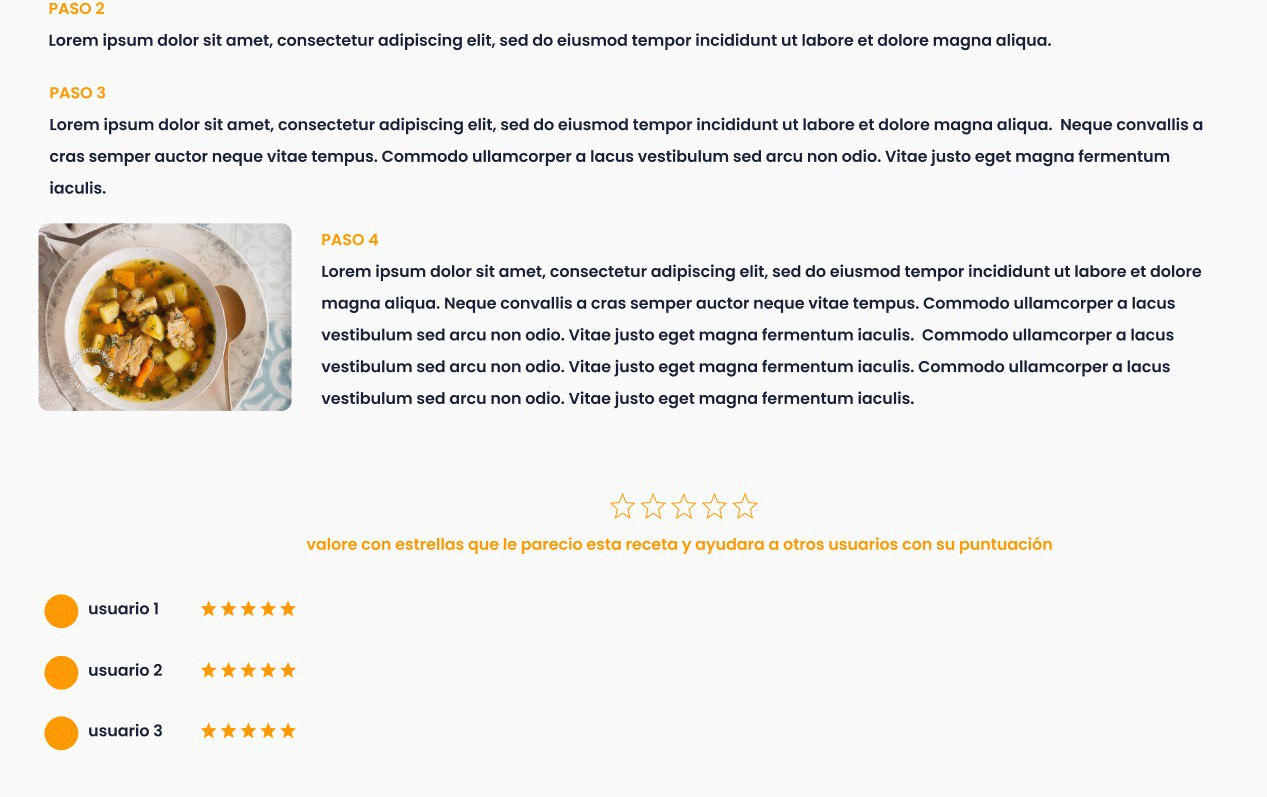 PASO 2
Lorem ipsum dolor sit amet, consectetur adipiscing elit, sed do eiusmod tempor incididunt ut labore et dolore magna aliqua.
PASO 3
Lorem ipsum dolor sit amet, consectetur adipiscing elit, sed do eiusmod tempor incididunt ut labore et dolore magna aliqua.  Neque convallis a
cras semper auctor neque vitae tempus. Commodo ullamcorper a lacus vestibulum sed arcu non odio. Vitae justo eget magna fermentum
iaculis.
PASO 4
Lorem ipsum dolor sit amet, consectetur adipiscing elit, sed do eiusmod tempor incididunt ut labore et dolore
magna aliqua. Neque convallis a cras semper auctor neque vitae tempus. Commodo ullamcorper a lacus
vestibulum sed arcu non odio. Vitae justo eget magna fermentum iaculis.  Commodo ullamcorper a lacus
vestibulum sed arcu non odio. Vitae justo eget magna fermentum iaculis. Commodo ullamcorper a lacus
vestibulum sed arcu non odio. Vitae justo eget magna fermentum iaculis.
valore con estrellas que le parecio esta receta y ayudara a otros usuarios con su puntuación
usuario 1
usuario 2
usuario 3